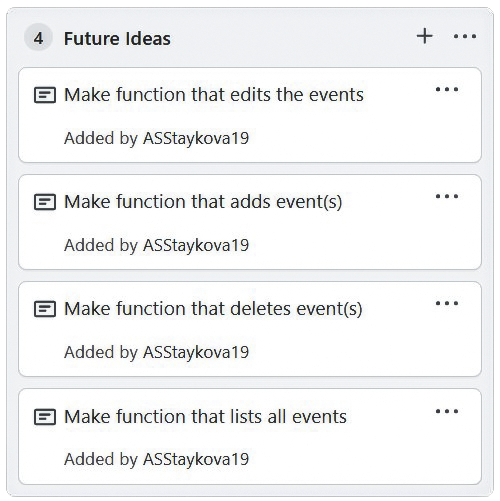 4 Future Ideas
Make function that edits the events
Added by ASStaykova19
Make function that adds event(s)
Added by ASStaykova19
Make function that deletes event(s)
Added by ASStaykova19
Make function that lists all events
Added by ASStaykova19